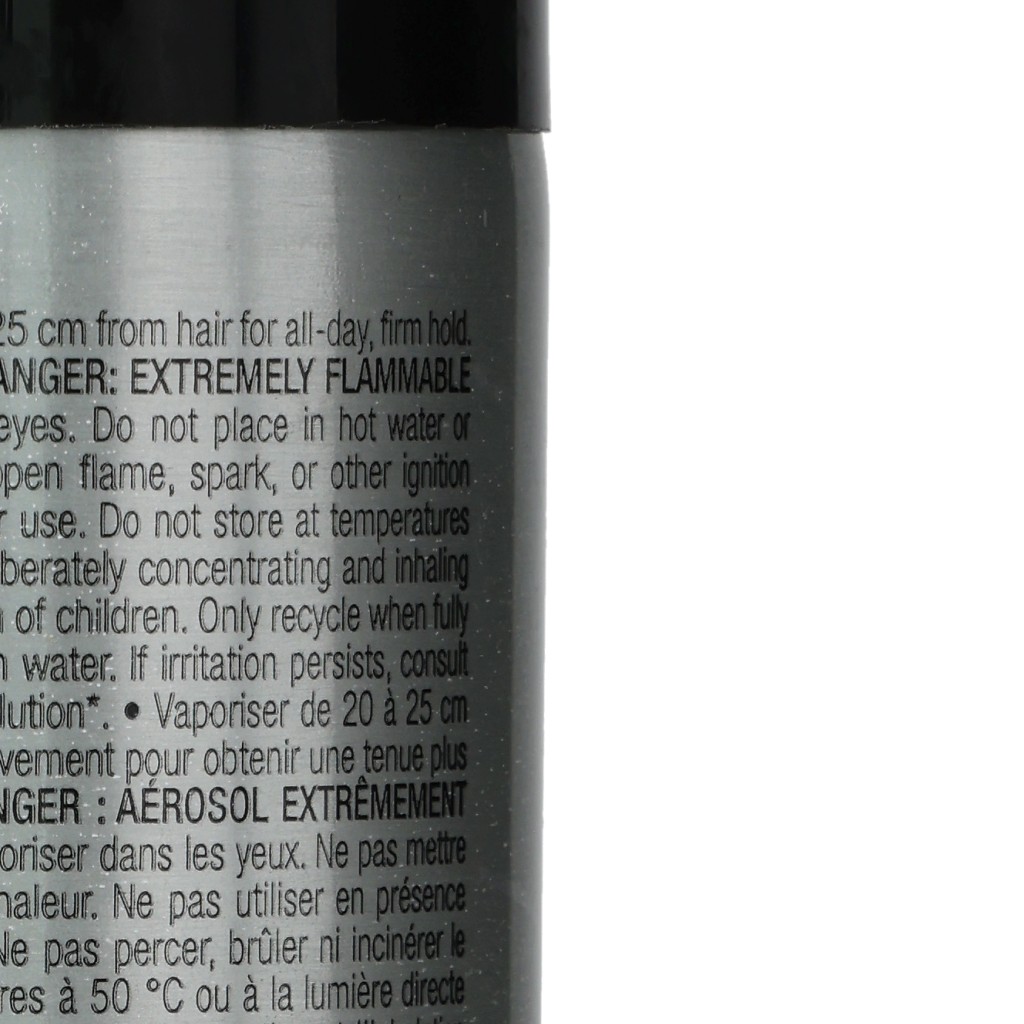 25 cm from hair for all-day, firm hold.
ANGER: EXTREMELY FLAMMABLE
eyes. Do not place in hot water or
open flame, spark, or other ignition
r use. Do not store at temperatures
berately concentrating and inhaling
of children. Only recycle when fully
water. If irritation persists, consult
lution*. • Vaporiser de 20 à 25 cm
vement pour obtenir une tenue plus
NGER : AÉROSOL EXTRÊMEMENT
oriser dans les yeux. Ne pas mettre
haleur. Ne pas utiliser en présence
Ne pas percer, brûler ni incinérer le
res à 50 °C ou à la lumière directe